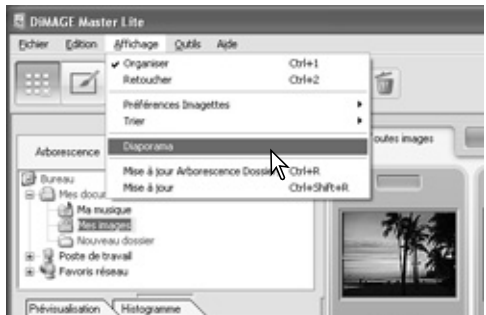 DiMAGE Master Lite
Fichier Edition Affichage Outils Aide
Organiser Ctrl+1
Retoucher Ctrl+2
Préférences Imagettes
Trier
Diaporama
Mise à jour Arborescence Dossier Ctrl+R
Mise à jour Ctrl+Shift+R
outes images
Arborescence
Bureau
Mes docu
Ma musique
Mes images
Nouveau dossier
Poste de travail
Favoris réseau
Prévisualisation Histogramme